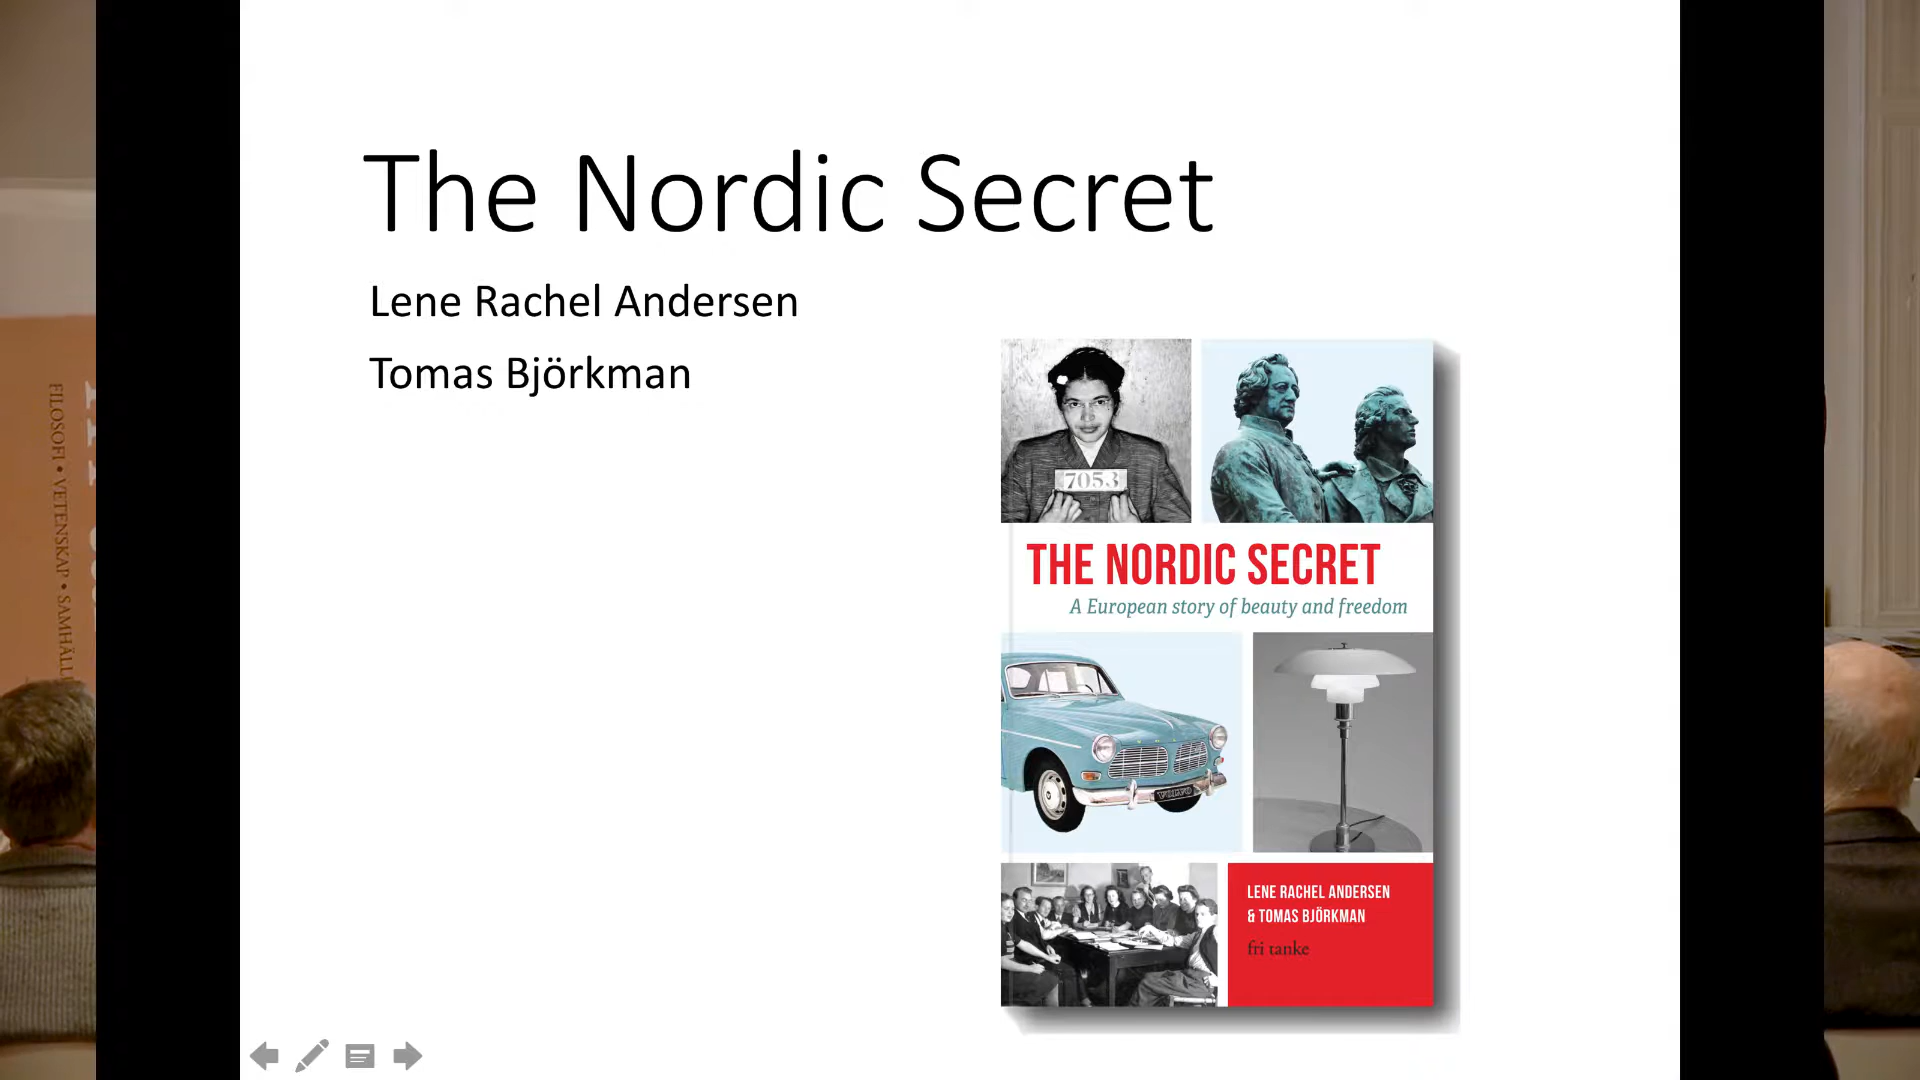 The Nordic Secret
Lene Rachel Andersen
Tomas Björkman
7053
THE NORDIC SECRET
A European story of beauty and freedom
VOLVO
LENE RACHEL ANDERSEN
& TOMAS BJÖRKMAN
fri tanke
FILOSOFI • VETENSKAP •